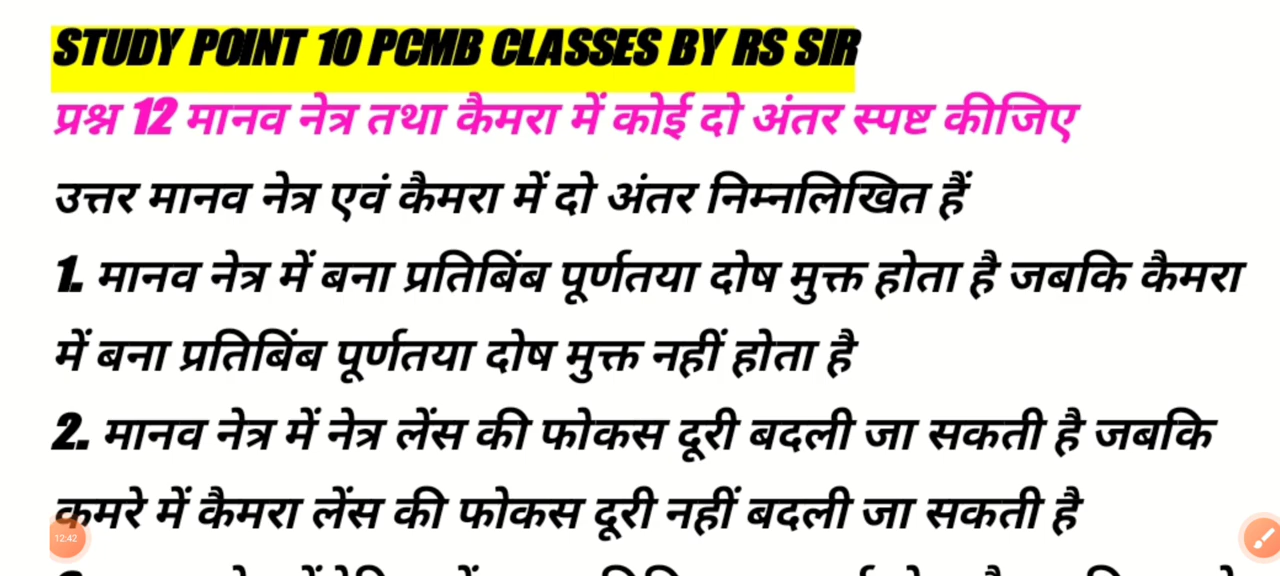 STUDY POINT 10 PCMB CLASSES BY RS SIR
प्रश्न 12 मानव नेत्र तथा कैमरा में कोई दो अंतर स्पष्ट कीजिए
उत्तर मानव नेत्र एवं कैमरा में दो अंतर निम्नलिखित हैं
1. मानव नेत्र में बना प्रतिबिंब पूर्णतया दोष मुक्त होता है जबकि कैमरा
में बना प्रतिबिंब पूर्णतया दोष मुक्त नहीं होता है
2. मानव नेत्र में नेत्र लेंस की फोकस दूरी बदली जा सकती है जबकि
कमरे में कैमरा लेंस की फोकस दूरी नहीं बदली जा सकती है
12:42